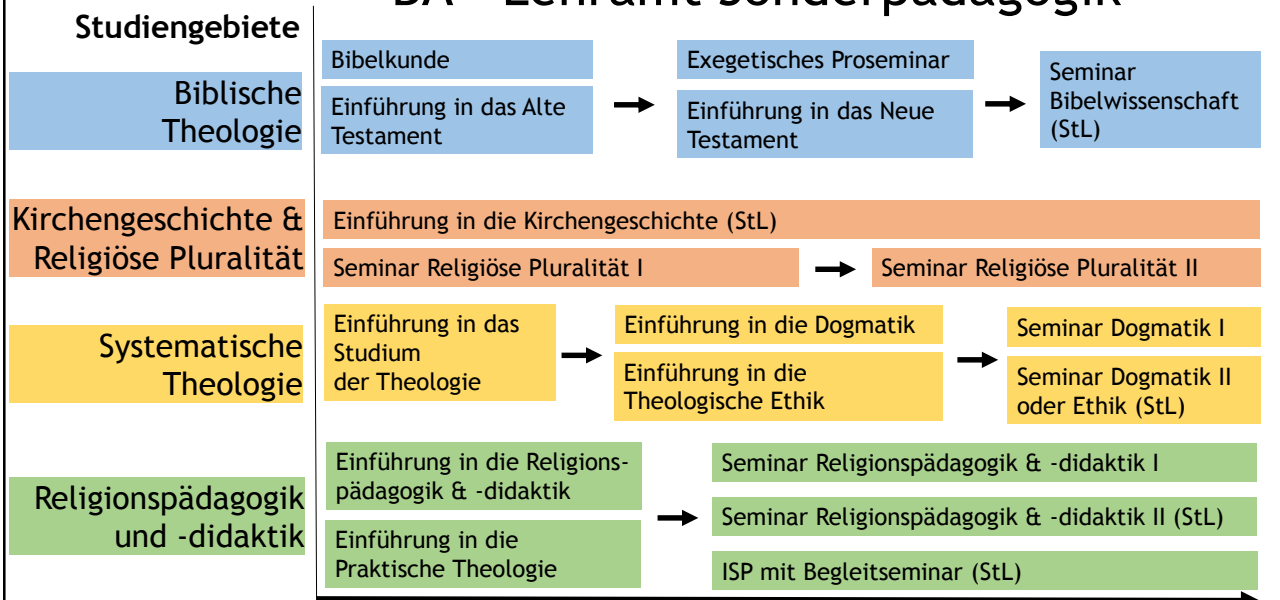 BA – Lehramt Sonderpädagogik
Studiengebiete
Biblische
Theologie
Bibelkunde
Einführung in das Alte
Testament
Exegetisches Proseminar
Einführung in das Neue
Testament
Seminar
Bibelwissenschaft
(StL)
Kirchengeschichte &
Religiöse Pluralität
Einführung in die Kirchengeschichte (StL)
Seminar Religiöse Pluralität I
Seminar Religiöse Pluralität II
Systematische
Theologie
Einführung in das
Studium
der Theologie
Einführung in die Dogmatik
Einführung in die
Theologische Ethik
Seminar Dogmatik I
Seminar Dogmatik II
oder Ethik (StL)
Religionspädagogik
und -didaktik
Einführung in die Religions-
pädagogik & -didaktik
Einführung in die
Praktische Theologie
Seminar Religionspädagogik & -didaktik I
Seminar Religionspädagogik & -didaktik II (StL)
ISP mit Begleitseminar (StL)